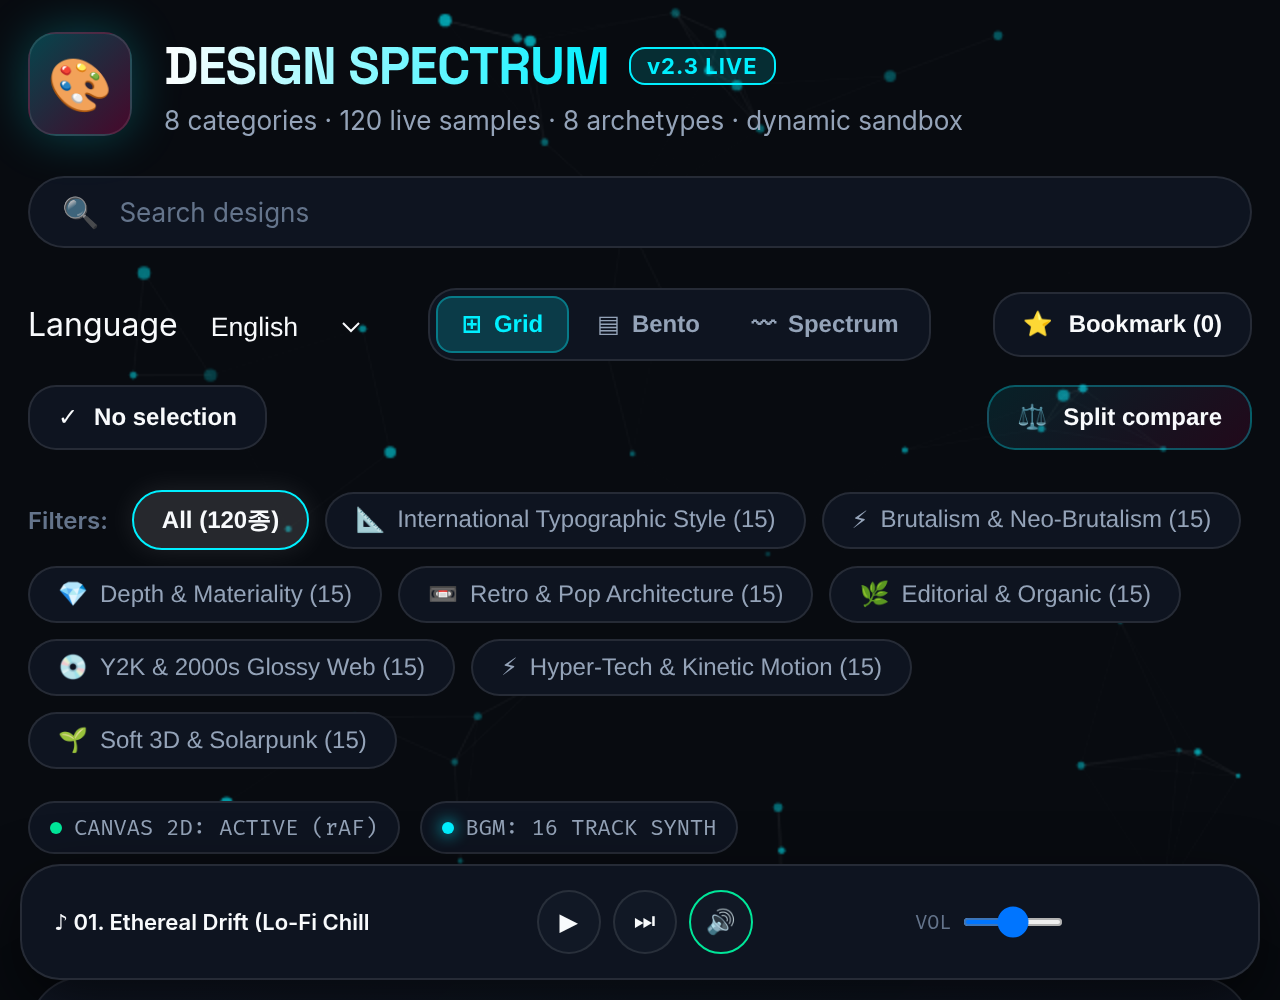 DESIGN SPECTRUM v2.3 LIVE
8 categories · 120 live samples · 8 archetypes · dynamic sandbox
Search designs
Language English Grid Bento Spectrum Bookmark (0)
✓ No selection Split compare
Filters: All (120종) International Typographic Style (15) Brutalism & Neo-Brutalism (15)
Depth & Materiality (15) Retro & Pop Architecture (15) Editorial & Organic (15)
Y2K & 2000s Glossy Web (15) Hyper-Tech & Kinetic Motion (15)
Soft 3D & Solarpunk (15)
CANVAS 2D: ACTIVE (rAF) BGM: 16 TRACK SYNTH
♪ 01. Ethereal Drift (Lo-Fi Chill VOL